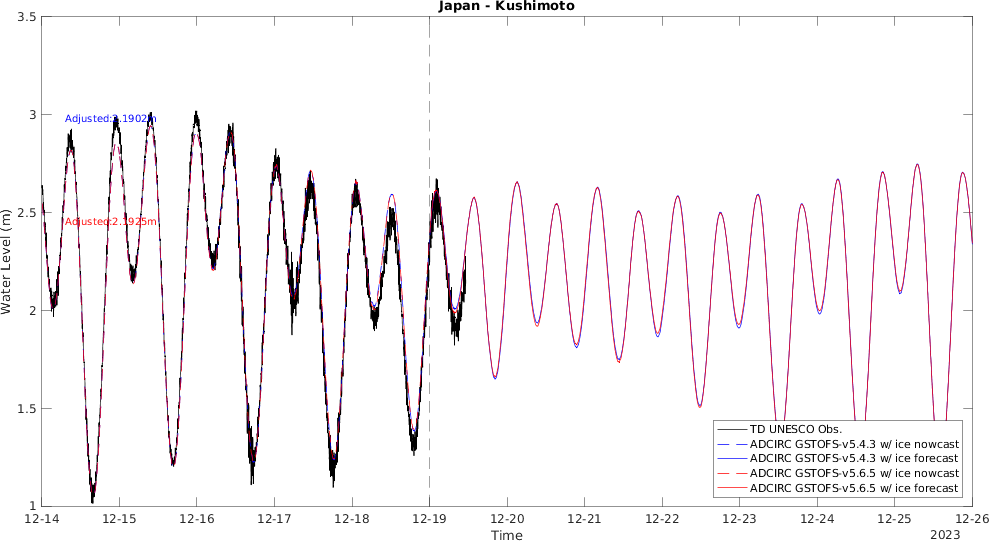 Japan - Kushimoto
3.5
3
2.5
2
1.5
1
Water Level (m)
Adjusted:2.1925m
TD UNESCO Obs.
ADCIRC GSTOFS-v5.4.3 w/ ice nowcast
ADCIRC GSTOFS-v5.4.3 w/ ice forecast
ADCIRC GSTOFS-v5.6.5 w/ ice nowcast
ADCIRC GSTOFS-v5.6.5 w/ ice forecast
12-14 12-15 12-16 12-17 12-18 12-19 12-20 12-21 12-22 12-23 12-24 12-25 12-26
Time
2023